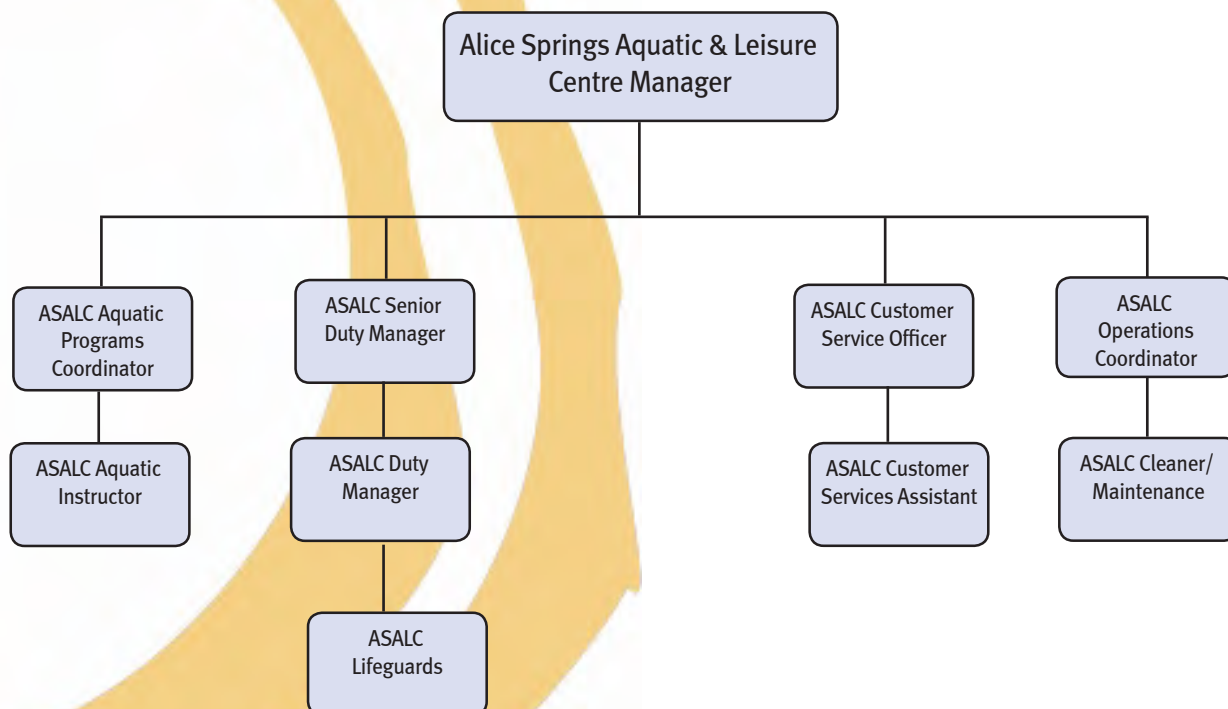 Alice Springs Aquatic & Leisure
Centre Manager
ASALC Aquatic
Programs
Coordinator
ASALC Senior
Duty Manager
ASALC Customer
Service Officer
ASALC
Operations
Coordinator
ASALC Aquatic
Instructor
ASALC Duty
Manager
ASALC Customer
Services Assistant
ASALC Cleaner/
Maintenance
ASALC
Lifeguards